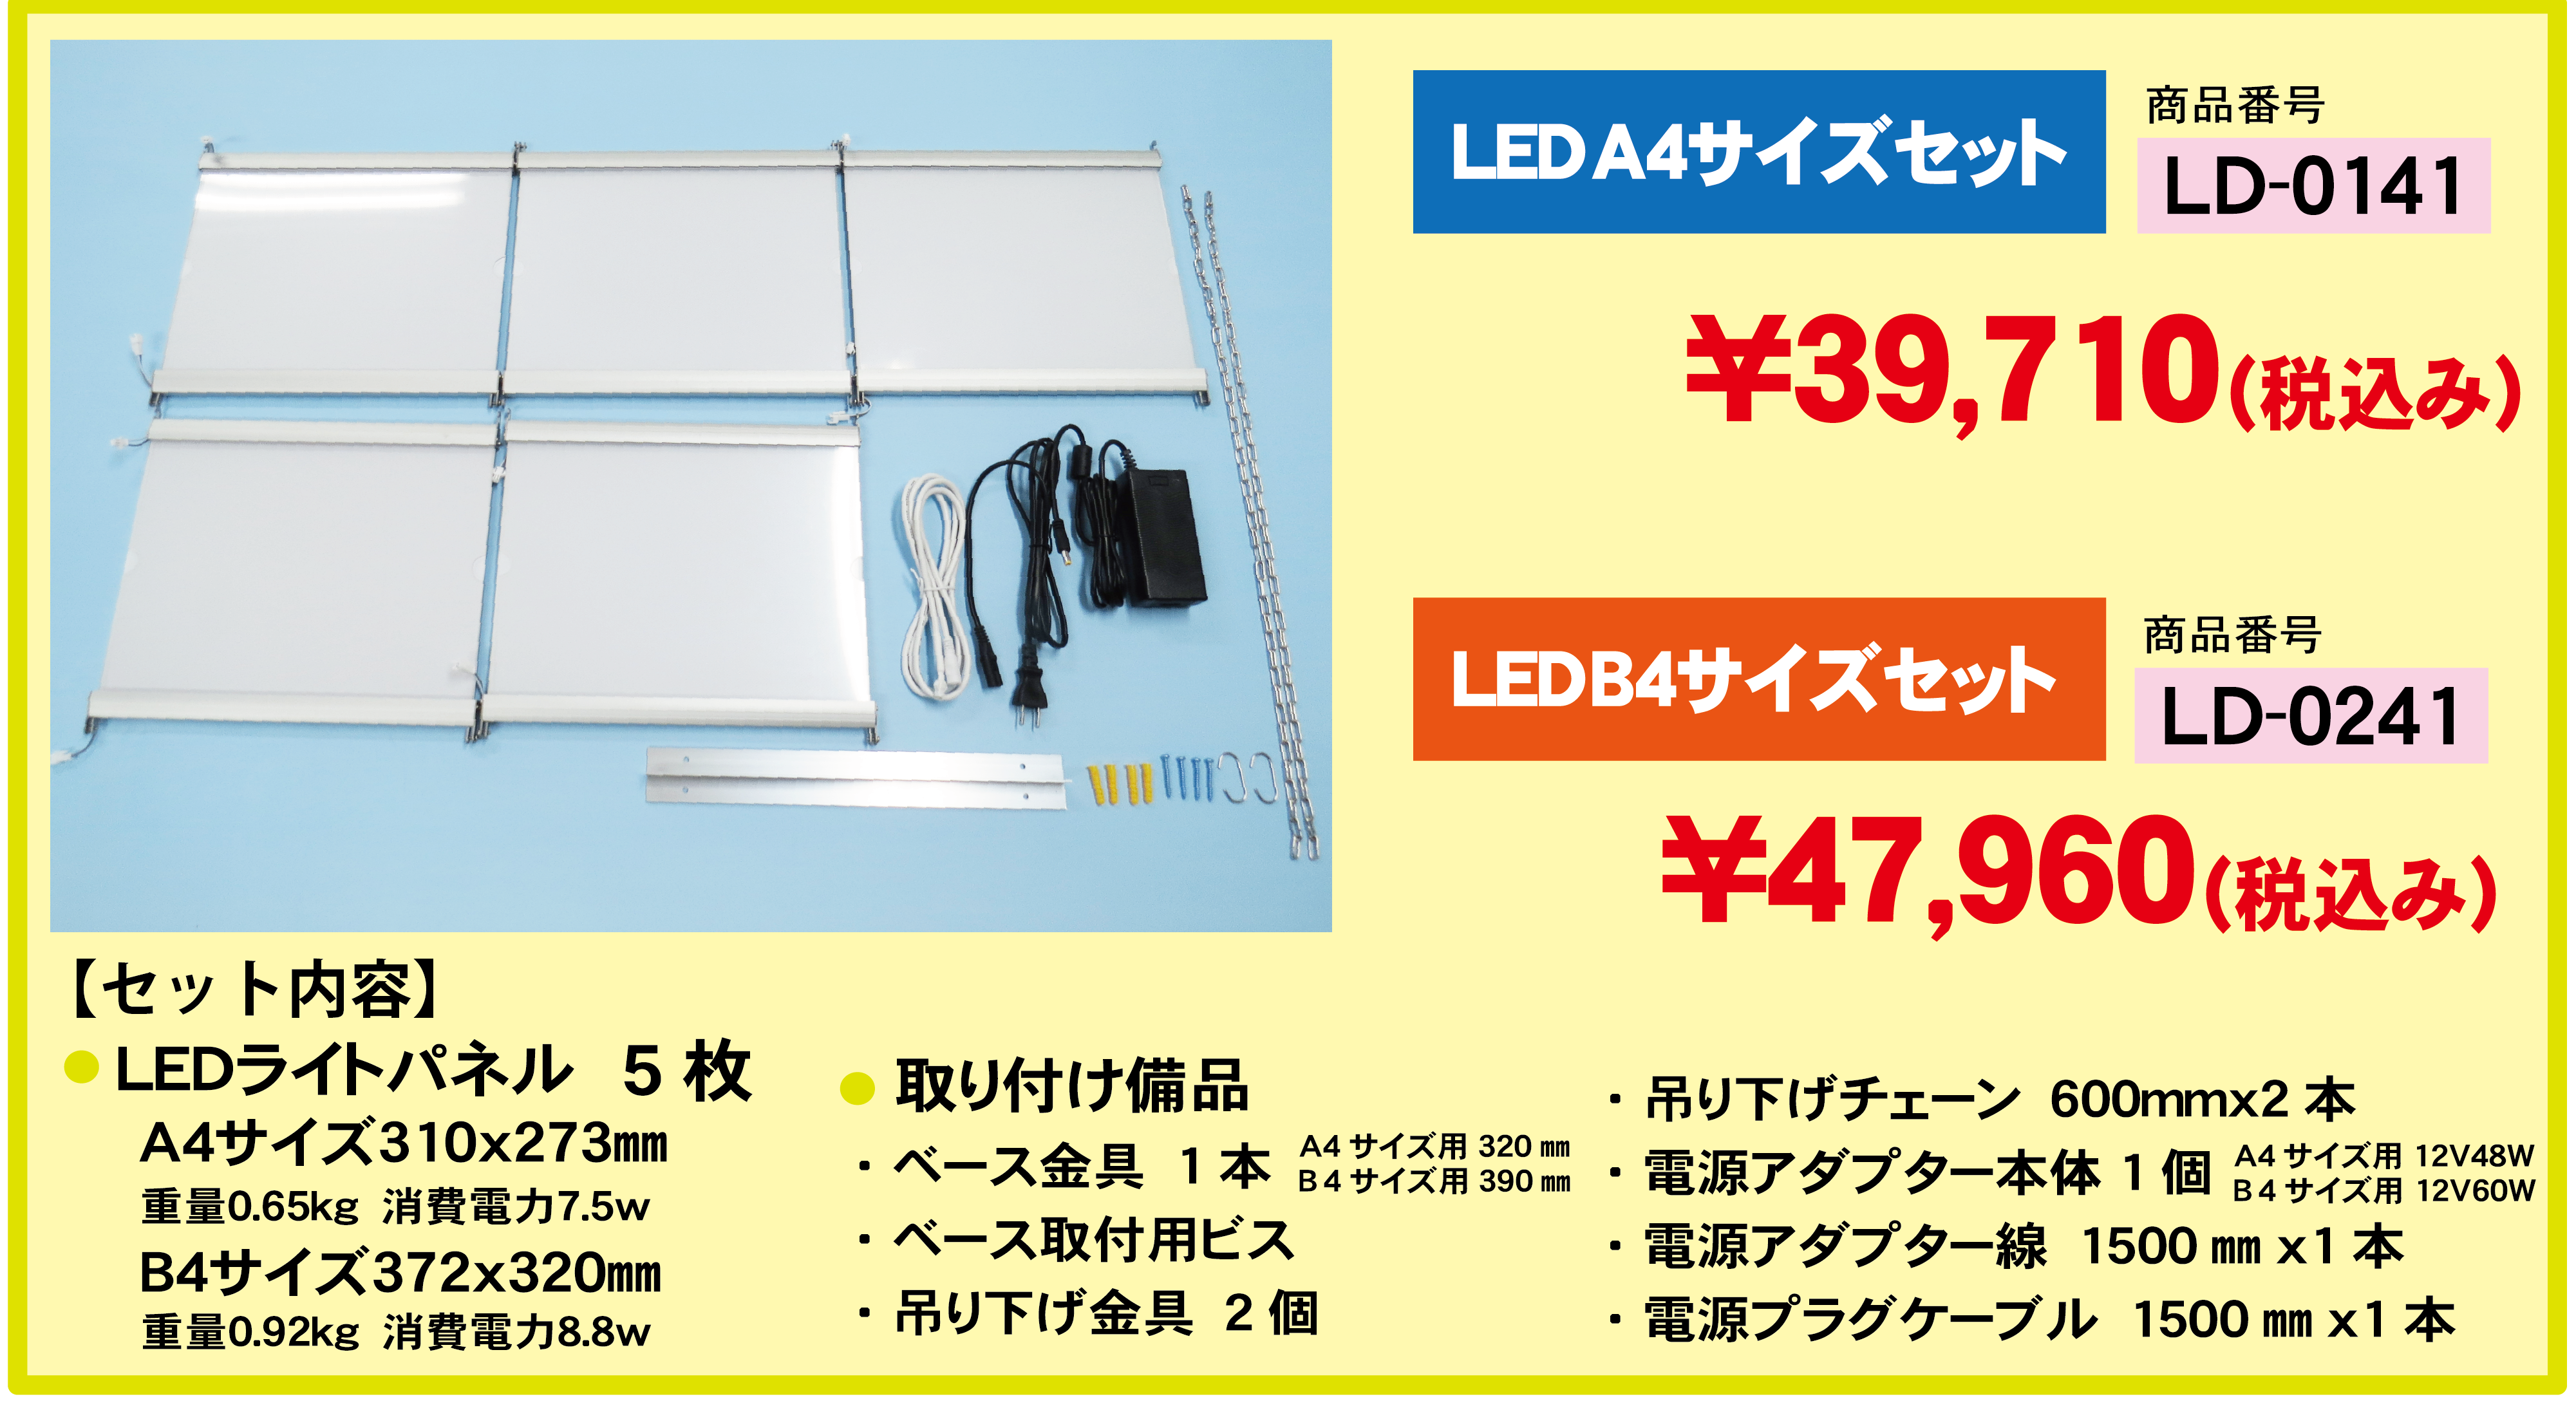 LED A4サイズセット
商品番号
LD-0141
¥39,710(税込み)
LEDB4サイズセット
商品番号
LD-0241
¥47,960(税込み)
【セット内容】
●LEDライトパネル 5枚
A4サイズ310x273㎜
重量0.65kg 消費電力7.5w
B4サイズ372x320㎜
重量0.92kg 消費電力8.8w
●取り付け備品
・ベース金具 1本
A4サイズ用 320㎜
B4サイズ用 390㎜
・ベース取付用ビス
・吊り下げ金具 2個
・吊り下げチェーン 600mmx2本
・電源アダプター本体 1個
A4サイズ用 12V48W
B4サイズ用 12V60W
・電源アダプター線 1500㎜ x1本
・電源プラグケーブル 1500㎜ x1本